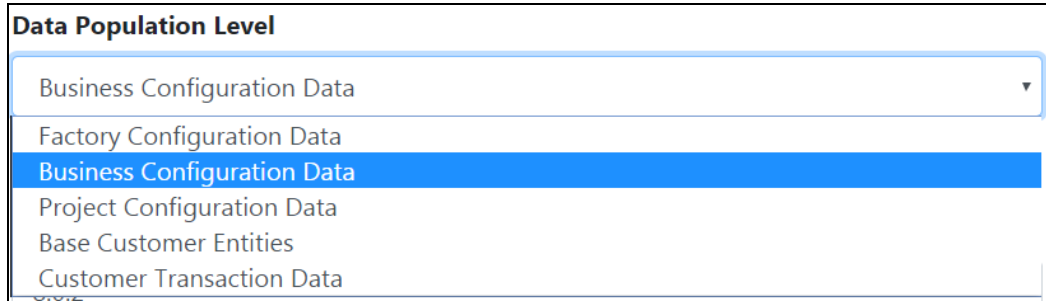 Data Population Level
Business Configuration Data
Factory Configuration Data
Business Configuration Data
Project Configuration Data
Base Customer Entities
Customer Transaction Data